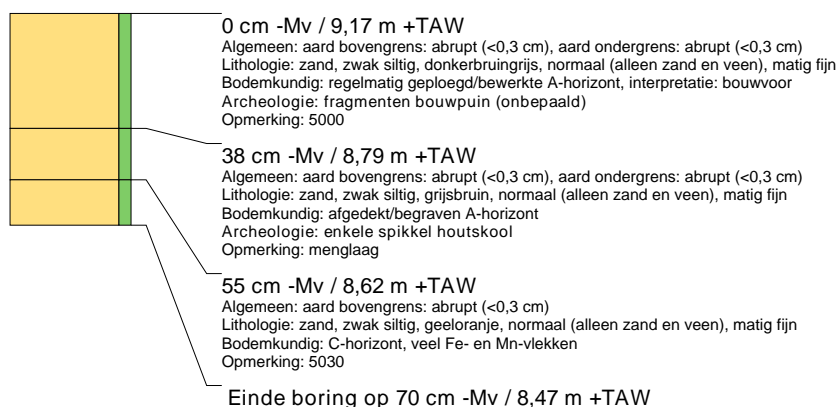 0 cm -Mv / 9,17 m +TAW
Algemeen: aard bovengrens: abrupt (<0,3 cm), aard ondergrens: abrupt (<0,3 cm)
Lithologie: zand, zwak siltig, donkerbruingrijs, normaal (alleen zand en veen), matig fijn
Bodemkundig: regelmatig geploegd/bewerkte A-horizont, interpretatie: bouwvoor
Archeologie: fragmenten bouwpuin (onbepaald)
Opmerking: 5000
38 cm -Mv / 8,79 m +TAW
Algemeen: aard bovengrens: abrupt (<0,3 cm), aard ondergrens: abrupt (<0,3 cm)
Lithologie: zand, zwak siltig, grijsbruin, normaal (alleen zand en veen), matig fijn
Bodemkundig: afgedekt/begraven A-horizont
Archeologie: enkele spikkel houtskool
Opmerking: menglaag
55 cm -Mv / 8,62 m +TAW
Algemeen: aard bovengrens: abrupt (<0,3 cm)
Lithologie: zand, zwak siltig, geeloranje, normaal (alleen zand en veen), matig fijn
Bodemkundig: C-horizont, veel Fe- en Mn-vlekken
Opmerking: 5030
Einde boring op 70 cm -Mv / 8,47 m +TAW